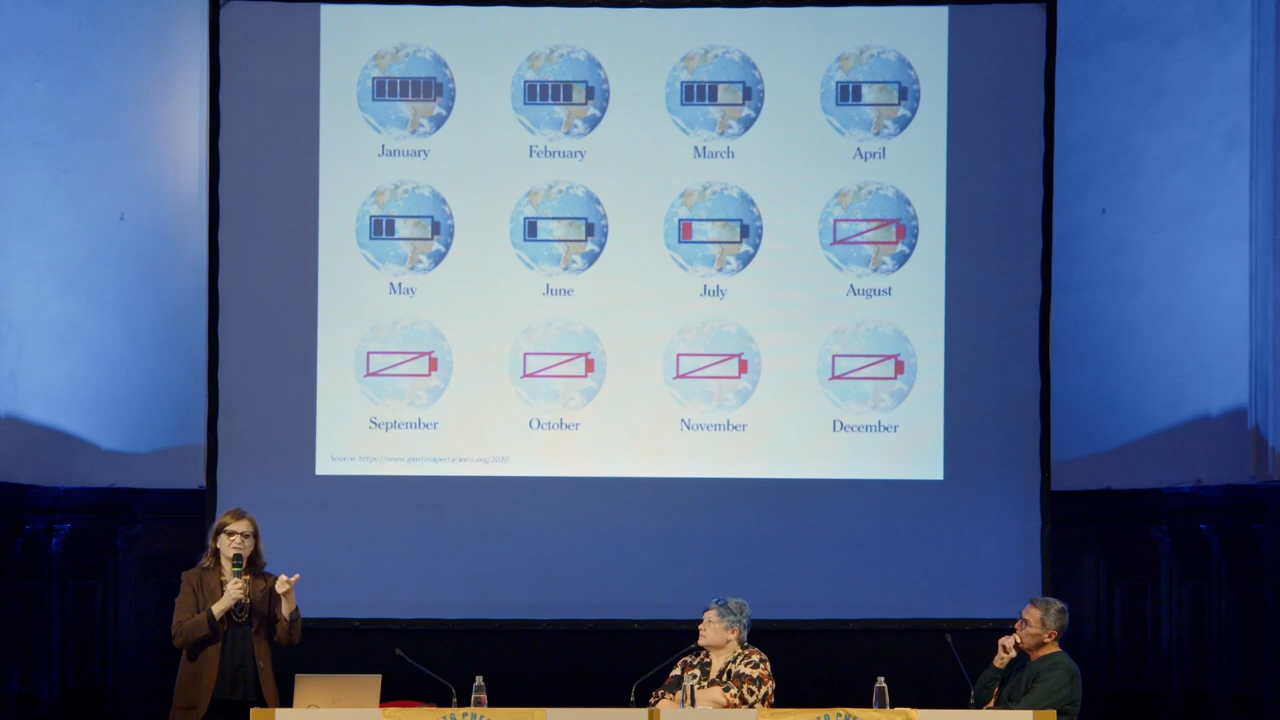 January February March April
May June July August
September October November December